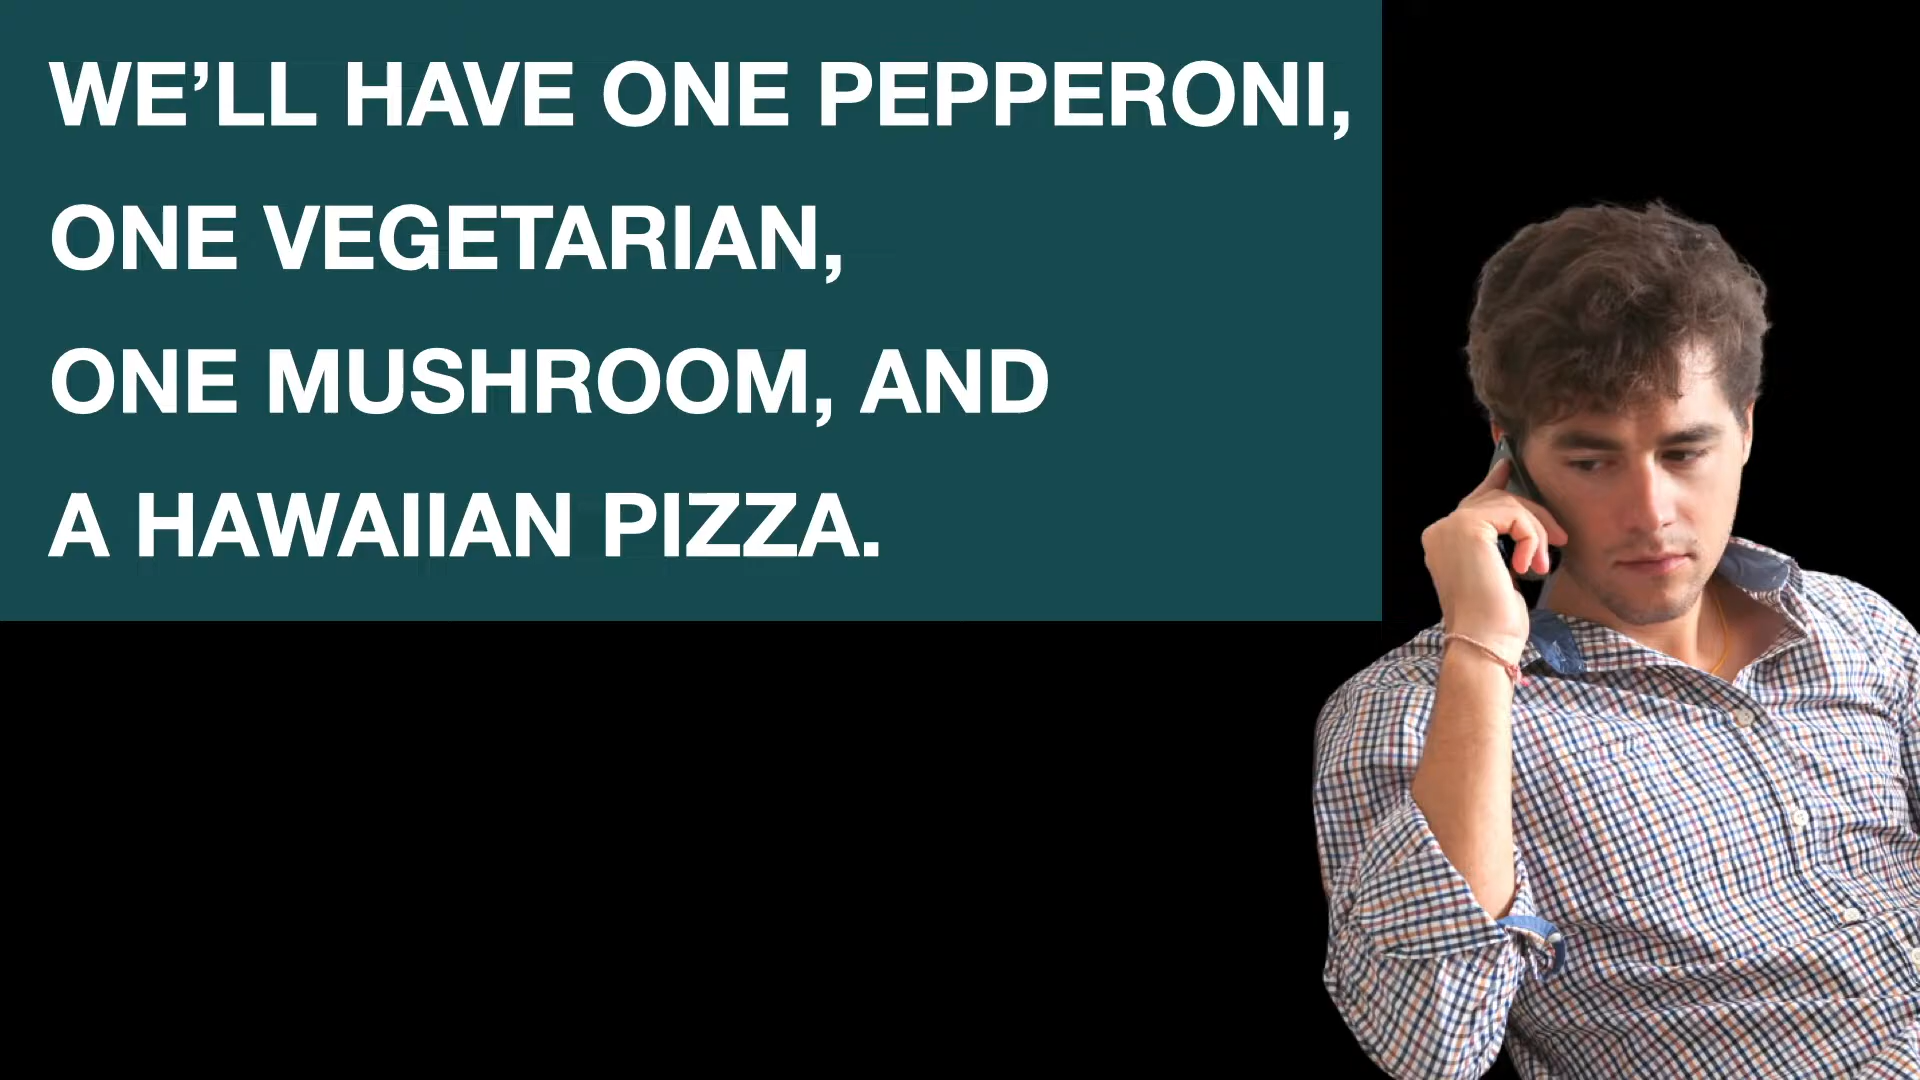 WE’LL HAVE ONE PEPPERONI,
ONE VEGETARIAN,
ONE MUSHROOM, AND
A HAWAIIAN PIZZA.